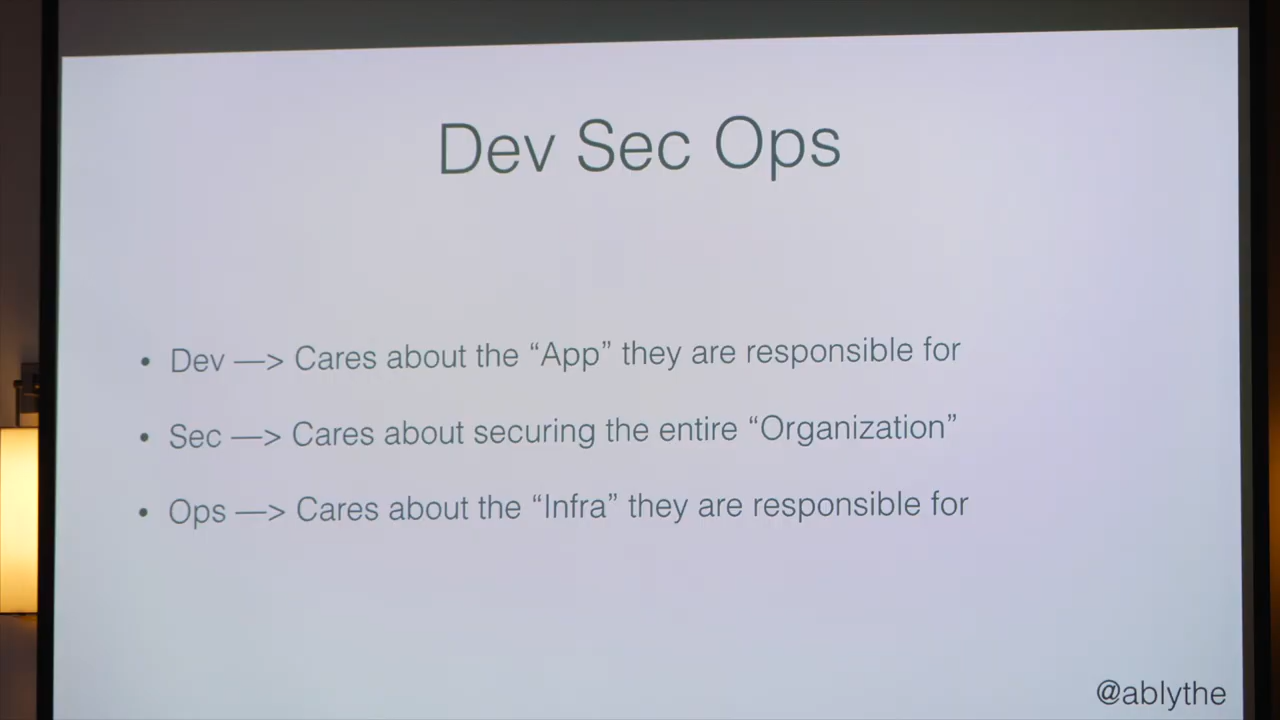 Dev Sec Ops
• Dev —> Cares about the “App” they are responsible for
• Sec —> Cares about securing the entire “Organization”
• Ops —> Cares about the “Infra” they are responsible for
@ablythe